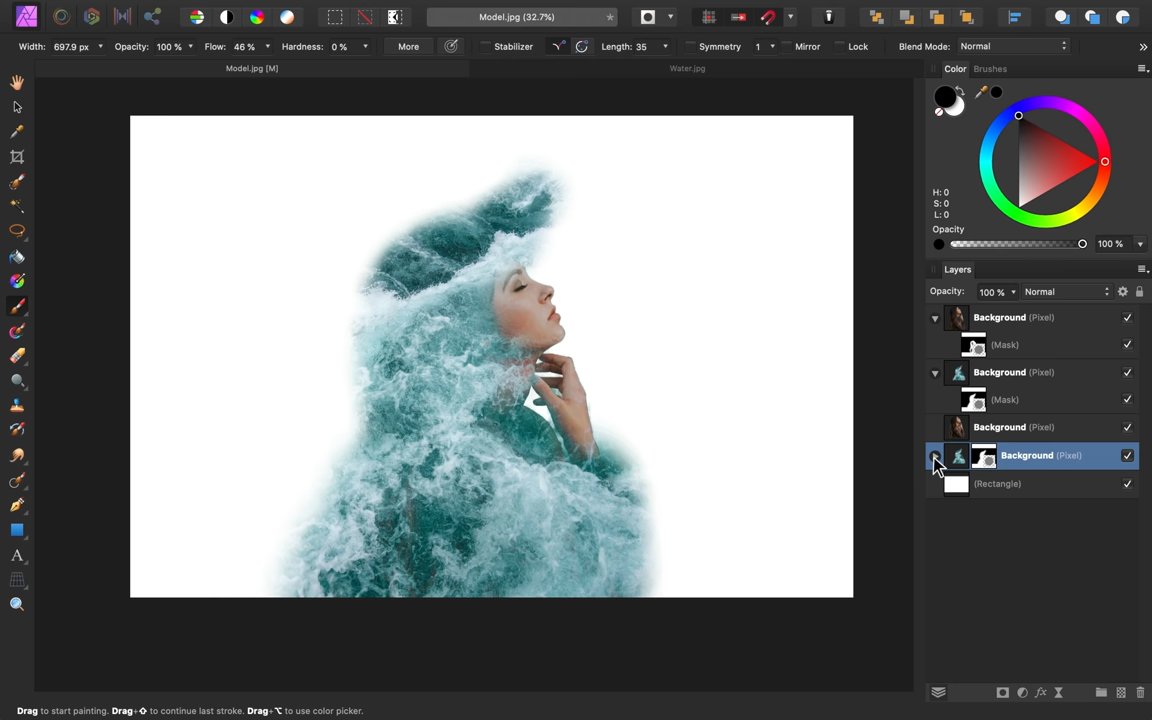 Model.jpg (32.7%)
Width: 697.9 px Opacity: 100 % Flow: 46 % Hardness: 0 % More Stabilizer Length: 35 Symmetry 1 Mirror Lock Blend Mode: Normal
Model.jpg [M] Water.jpg
Color Brushes
H: 0
S: 0
L: 0
Opacity
100 %
Layers
Opacity: 100 % Normal
Background (Pixel)
(Mask)
Background (Pixel)
(Mask)
Background (Pixel)
Background (Pixel)
(Rectangle)
A
fx
Drag to start painting. Drag+⇧ to continue last stroke. Drag+⌥ to use color picker.